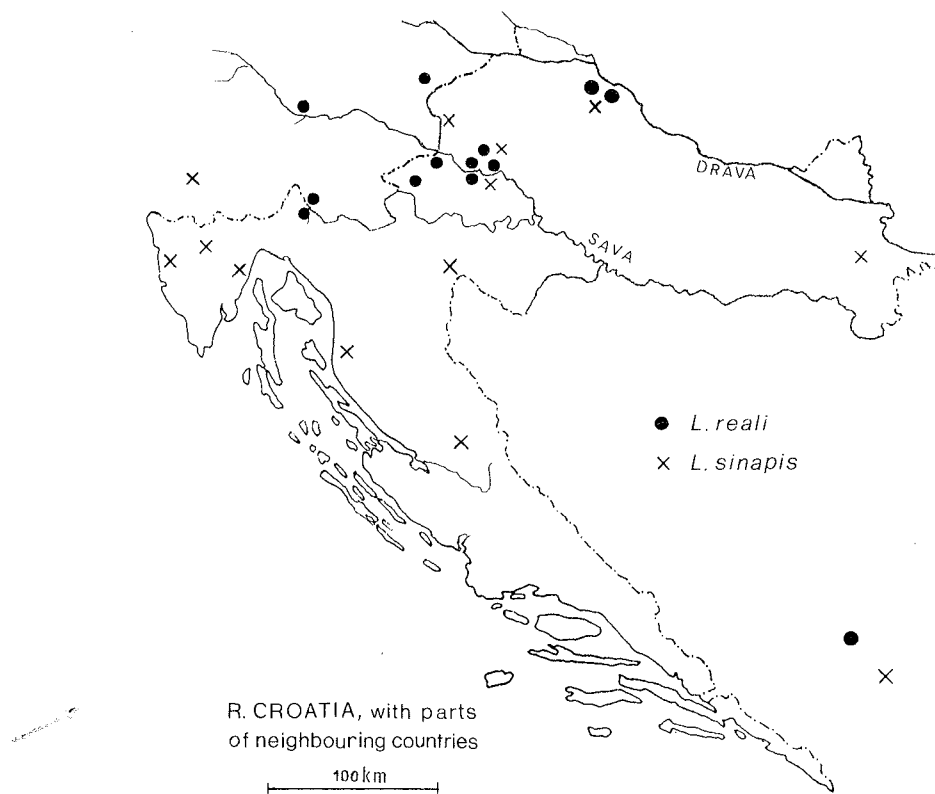 DRAVA
SAVA
L. reali
L. sinapis
R. CROATIA, with parts
of neighbouring countries
100 km